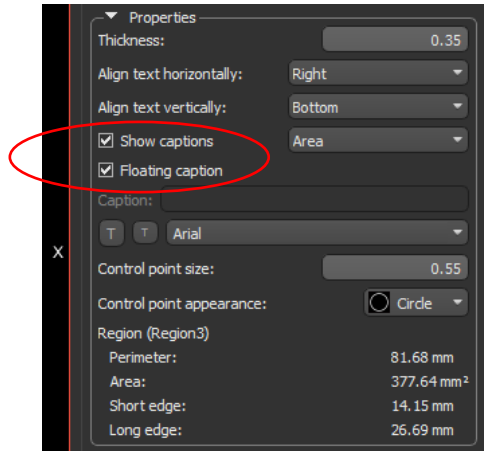 Properties
Thickness: 0.35
Align text horizontally: Right
Align text vertically: Bottom
Show captions Area
Floating caption
Caption:
T T Arial
X
Control point size: 0.55
Control point appearance: Circle
Region (Region3)
Perimeter: 81.68 mm
Area: 377.64 mm²
Short edge: 14.15 mm
Long edge: 26.69 mm